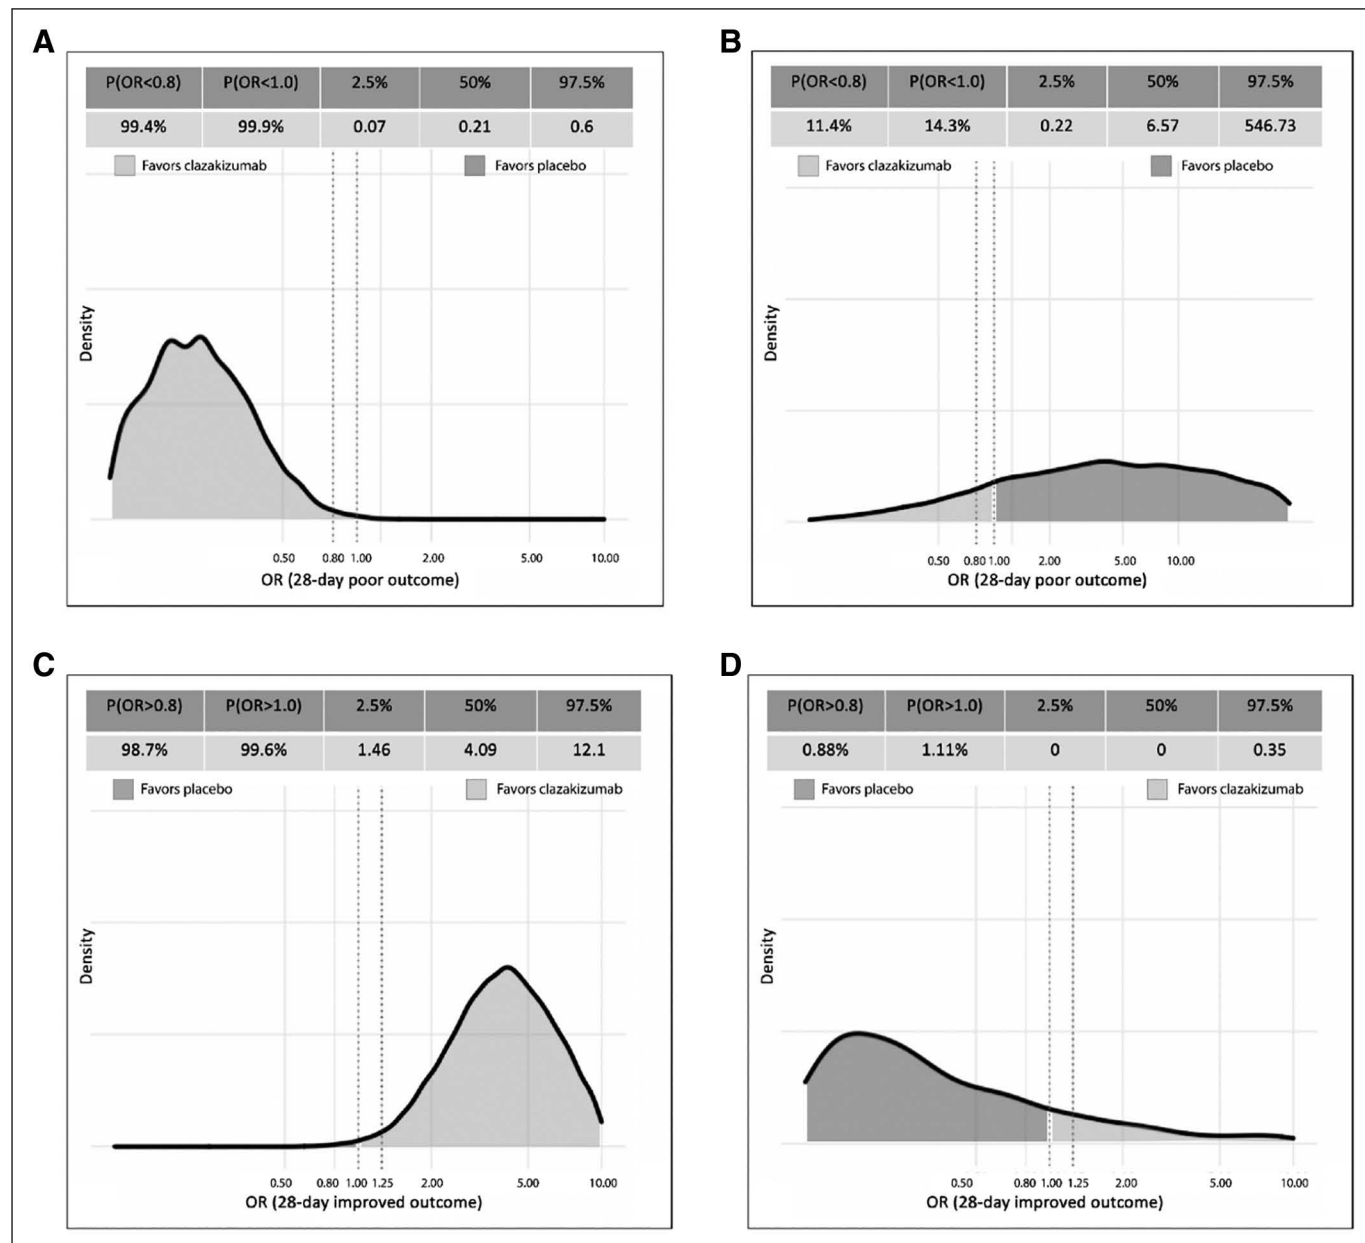 A
P(OR<0.8) P(OR<1.0) 2.5% 50% 97.5%
99.4% 99.9% 0.07 0.21 0.6
Favors clazakizumab Favors placebo
Density
0.50 0.80 1.00 2.00 5.00 10.00
OR (28-day poor outcome)
B
P(OR<0.8) P(OR<1.0) 2.5% 50% 97.5%
11.4% 14.3% 0.22 6.57 546.73
Favors clazakizumab Favors placebo
Density
0.50 0.80 1.00 2.00 5.00 10.00
OR (28-day poor outcome)
C
P(OR>0.8) P(OR>1.0) 2.5% 50% 97.5%
98.7% 99.6% 1.46 4.09 12.1
Favors placebo Favors clazakizumab
Density
0.50 0.80 1.00 1.25 2.00 5.00 10.00
OR (28-day improved outcome)
D
P(OR>0.8) P(OR>1.0) 2.5% 50% 97.5%
0.88% 1.11% 0 0 0.35
Favors placebo Favors clazakizumab
Density
0.50 0.80 1.00 1.25 2.00 5.00 10.00
OR (28-day improved outcome)